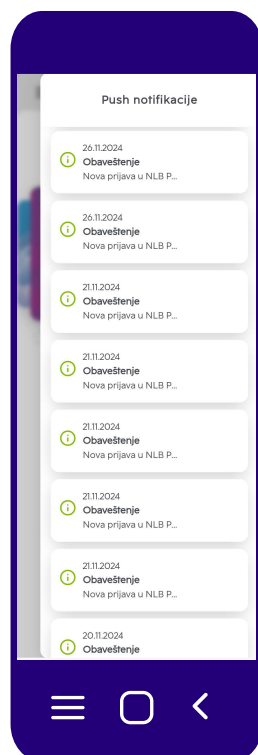 Push notifikacije
26.11.2024
Obaveštenje
Nova prijava u NLB P...
26.11.2024
Obaveštenje
Nova prijava u NLB P...
21.11.2024
Obaveštenje
Nova prijava u NLB P...
21.11.2024
Obaveštenje
Nova prijava u NLB P...
21.11.2024
Obaveštenje
Nova prijava u NLB P...
21.11.2024
Obaveštenje
Nova prijava u NLB P...
21.11.2024
Obaveštenje
Nova prijava u NLB P...
20.11.2024
Obaveštenje